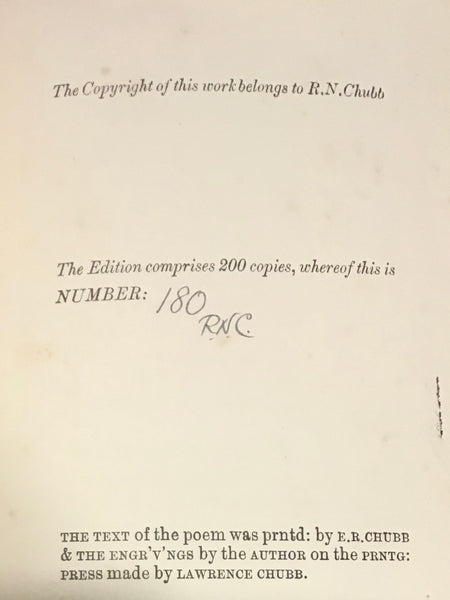 The Copyright of this work belongs to R.N.Chubb
The Edition comprises 200 copies, whereof this is
NUMBER: 180
RNC.
THE TEXT of the poem was prntd: by E.R.CHUBB
& THE ENGR'V'NGS by the AUTHOR on the PRNTG:
PRESS made by LAWRENCE CHUBB.